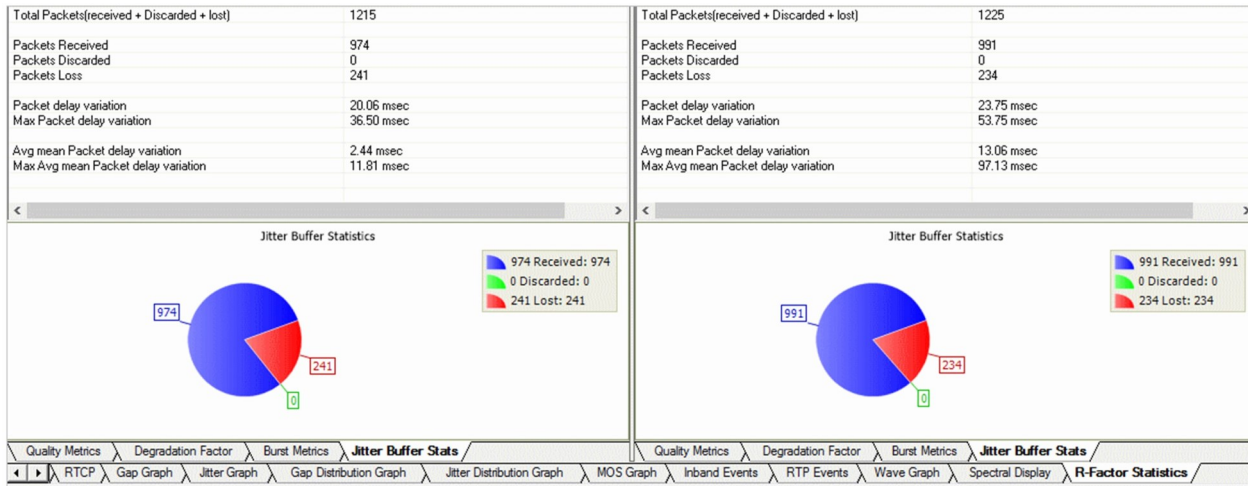 Total Packets(received + Discarded + lost) 1215
Packets Received 974
Packets Discarded 0
Packets Loss 241
Packet delay variation 20.06 msec
Max Packet delay variation 36.50 msec
Avg mean Packet delay variation 2.44 msec
Max Avg mean Packet delay variation 11.81 msec
Jitter Buffer Statistics
974 Received: 974
0 Discarded: 0
241 Lost: 241
974
241
0
Quality Metrics Degradation Factor Burst Metrics Jitter Buffer Stats
Total Packets(received + Discarded + lost) 1225
Packets Received 991
Packets Discarded 0
Packets Loss 234
Packet delay variation 23.75 msec
Max Packet delay variation 53.75 msec
Avg mean Packet delay variation 13.06 msec
Max Avg mean Packet delay variation 97.13 msec
Jitter Buffer Statistics
991 Received: 991
0 Discarded: 0
234 Lost: 234
991
234
0
Quality Metrics Degradation Factor Burst Metrics Jitter Buffer Stats
RTCP Gap Graph Jitter Graph Gap Distribution Graph Jitter Distribution Graph MOS Graph Inband Events RTP Events Wave Graph Spectral Display R-Factor Statistics